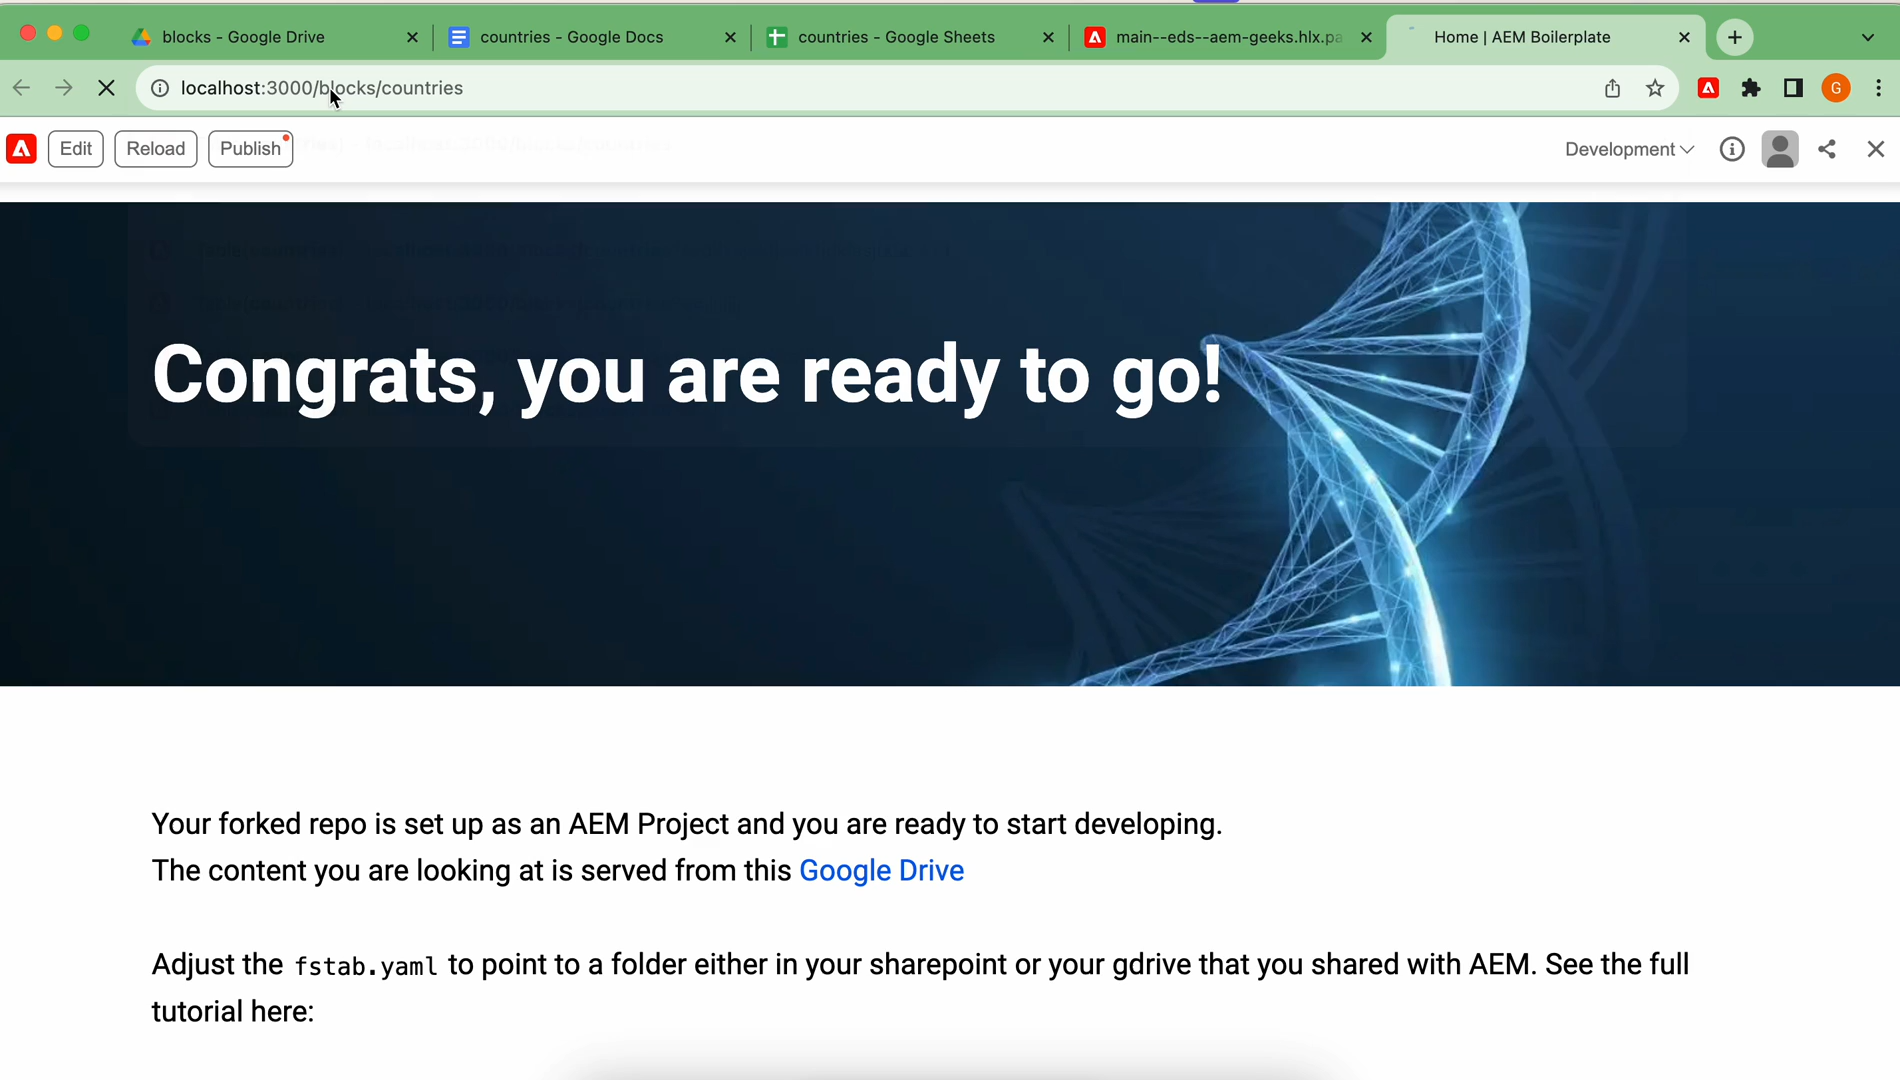 blocks - Google Drive
countries - Google Docs
countries - Google Sheets
main--eds--aem-geeks.hlx.pa
Home | AEM Boilerplate
localhost:3000/blocks/countries
G
Edit
Reload
Publish
Development
Congrats, you are ready to go!
Your forked repo is set up as an AEM Project and you are ready to start developing.
The content you are looking at is served from this Google Drive
Adjust the fstab.yaml to point to a folder either in your sharepoint or your gdrive that you shared with AEM. See the full
tutorial here: